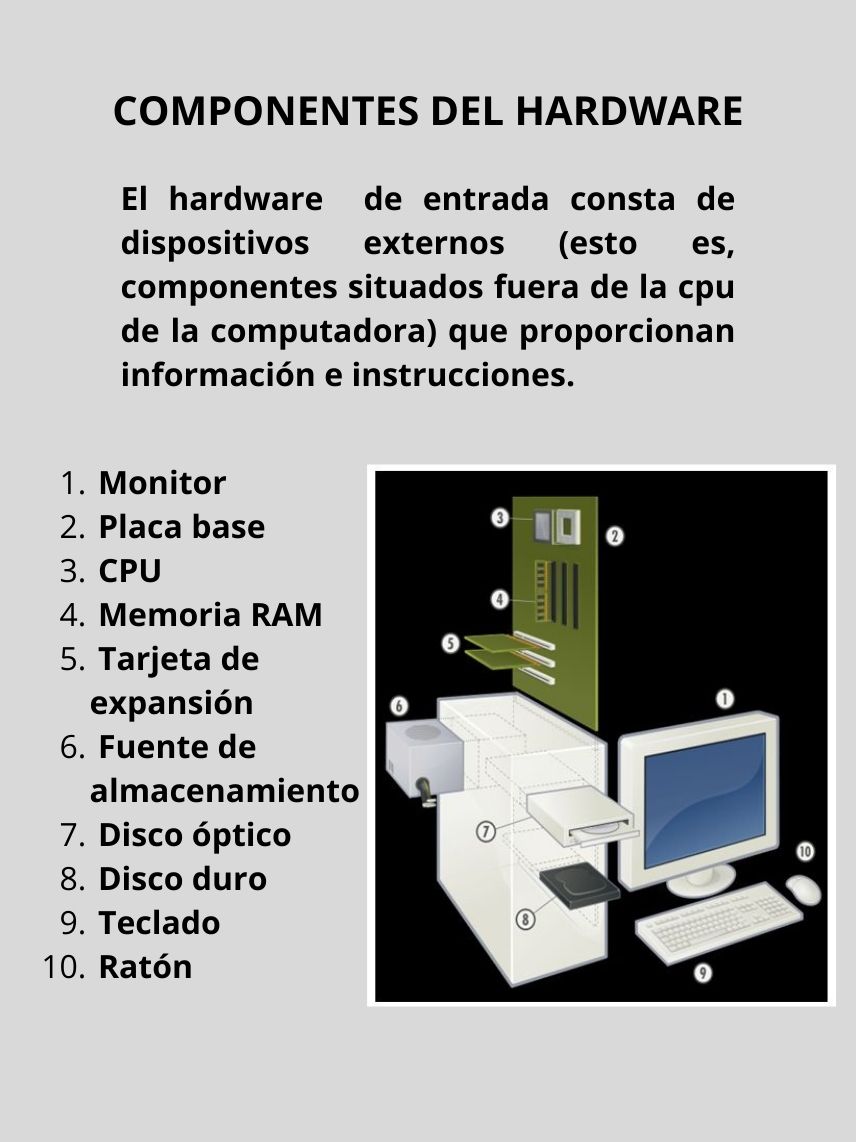 COMPONENTES DEL HARDWARE
El hardware de entrada consta de
dispositivos externos (esto es,
componentes situados fuera de la cpu
de la computadora) que proporcionan
información e instrucciones.
1. Monitor
2. Placa base
3. CPU
4. Memoria RAM
5. Tarjeta de
expansión
6. Fuente de
almacenamiento
7. Disco óptico
8. Disco duro
9. Teclado
10. Ratón
3
2
4
5
6
1
7
10
8
9